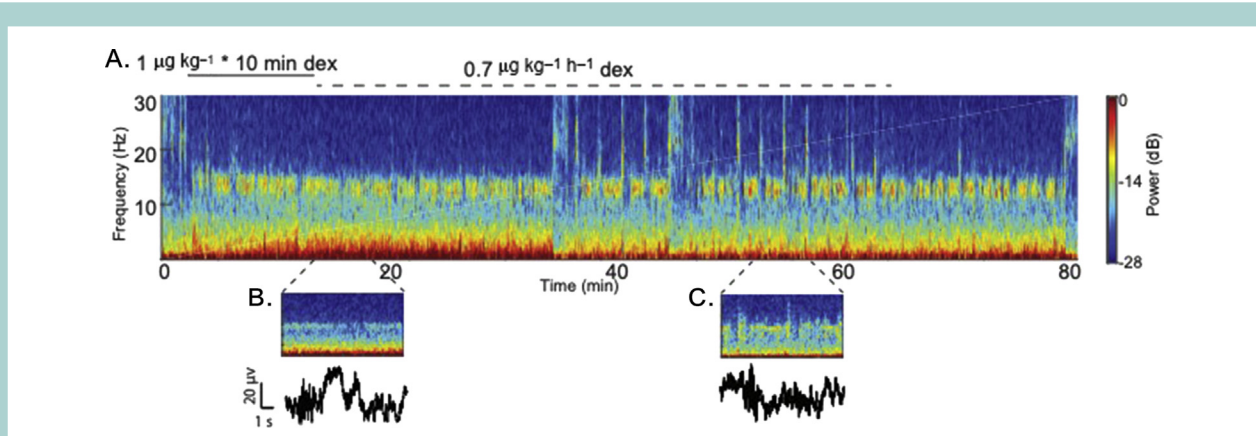 A. 1 μg kg⁻¹ * 10 min dex
0.7 μg kg⁻¹ h⁻¹ dex
30
20
10
Frequency (Hz)
0
20
40
60
80
Time (min)
0
-14
-28
Power (dB)
B.
C.
20 μv
1 s